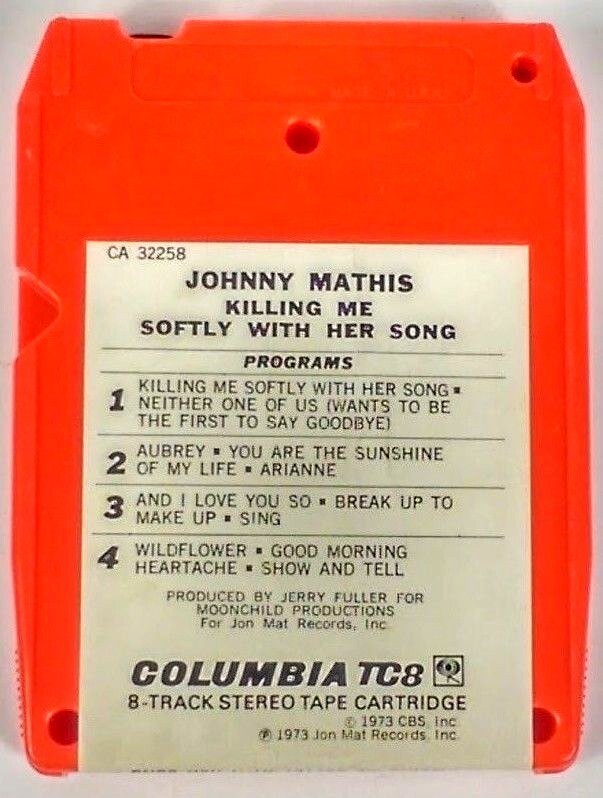 CA 32258
JOHNNY MATHIS
KILLING ME
SOFTLY WITH HER SONG
PROGRAMS
1 KILLING ME SOFTLY WITH HER SONG ▪
NEITHER ONE OF US (WANTS TO BE
THE FIRST TO SAY GOODBYE)
2 AUBREY ▪ YOU ARE THE SUNSHINE
OF MY LIFE ▪ ARIANNE
3 AND I LOVE YOU SO ▪ BREAK UP TO
MAKE UP ▪ SING
4 WILDFLOWER ▪ GOOD MORNING
HEARTACHE ▪ SHOW AND TELL
PRODUCED BY JERRY FULLER FOR
MOONCHILD PRODUCTIONS
For Jon Mat Records, Inc.
COLUMBIA TC8
8-TRACK STEREO TAPE CARTRIDGE
© 1973 CBS, Inc.
℗ 1973 Jon Mat Records, Inc.